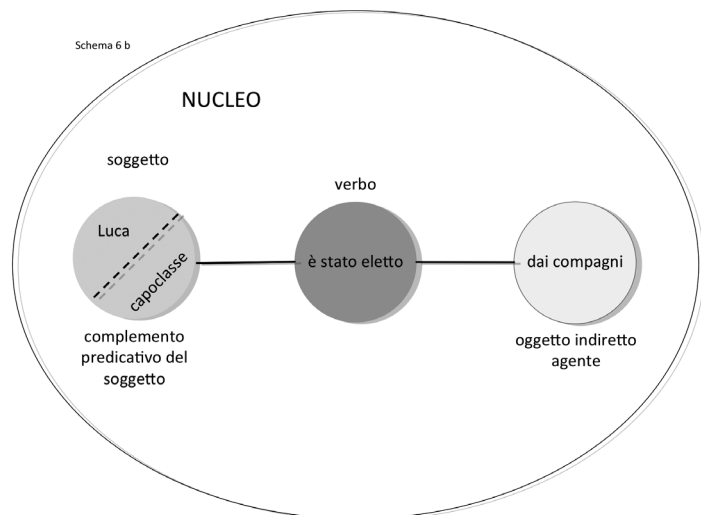 Schema 6 b
NUCLEO
soggetto
verbo
Luca
capoclasse
è stato eletto
dai compagni
complemento
predicativo del
soggetto
oggetto indiretto
agente